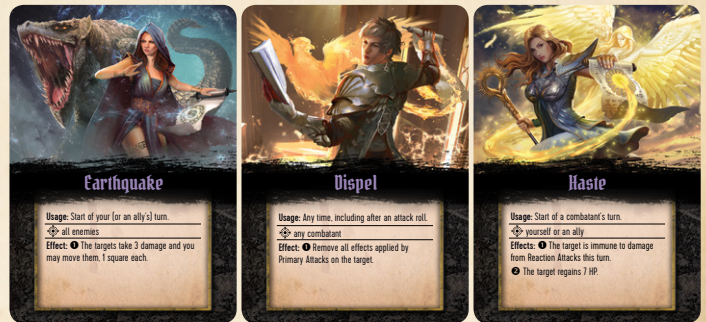 Earthquake
Usage: Start of your (or an ally's) turn.
all enemies
Effect: ❶ The targets take 3 damage and you
may move them, 1 square each.
Dispel
Usage: Any time, including after an attack roll.
any combatant
Effect: ❶ Remove all effects applied by
Primary Attacks on the target.
Haste
Usage: Start of a combatant's turn.
yourself or an ally
Effects: ❶ The target is immune to damage
from Reaction Attacks this turn.
❷ The target regains 7 HP.